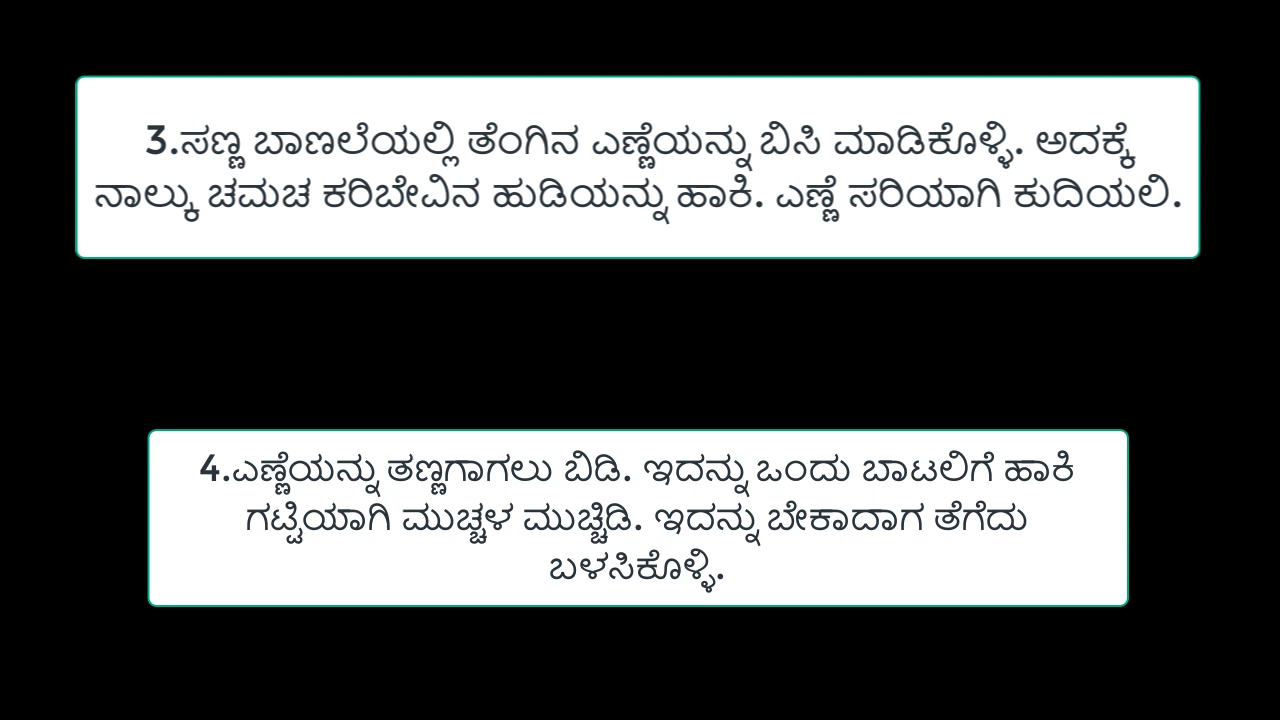 3.ಸಣ್ಣ ಬಾಣಲೆಯಲ್ಲಿ ತೆಂಗಿನ ಎಣ್ಣೆಯನ್ನು ಬಿಸಿ ಮಾಡಿಕೊಳ್ಳಿ. ಅದಕ್ಕೆ
ನಾಲ್ಕು ಚಮಚ ಕರಿಬೇವಿನ ಹುಡಿಯನ್ನು ಹಾಕಿ. ಎಣ್ಣೆ ಸರಿಯಾಗಿ ಕುದಿಯಲಿ.
4.ಎಣ್ಣೆಯನ್ನು ತಣ್ಣಗಾಗಲು ಬಿಡಿ. ಇದನ್ನು ಒಂದು ಬಾಟಲಿಗೆ ಹಾಕಿ
ಗಟ್ಟಿಯಾಗಿ ಮುಚ್ಚಳ ಮುಚ್ಚಿಡಿ. ಇದನ್ನು ಬೇಕಾದಾಗ ತೆಗೆದು
ಬಳಸಿಕೊಳ್ಳಿ.